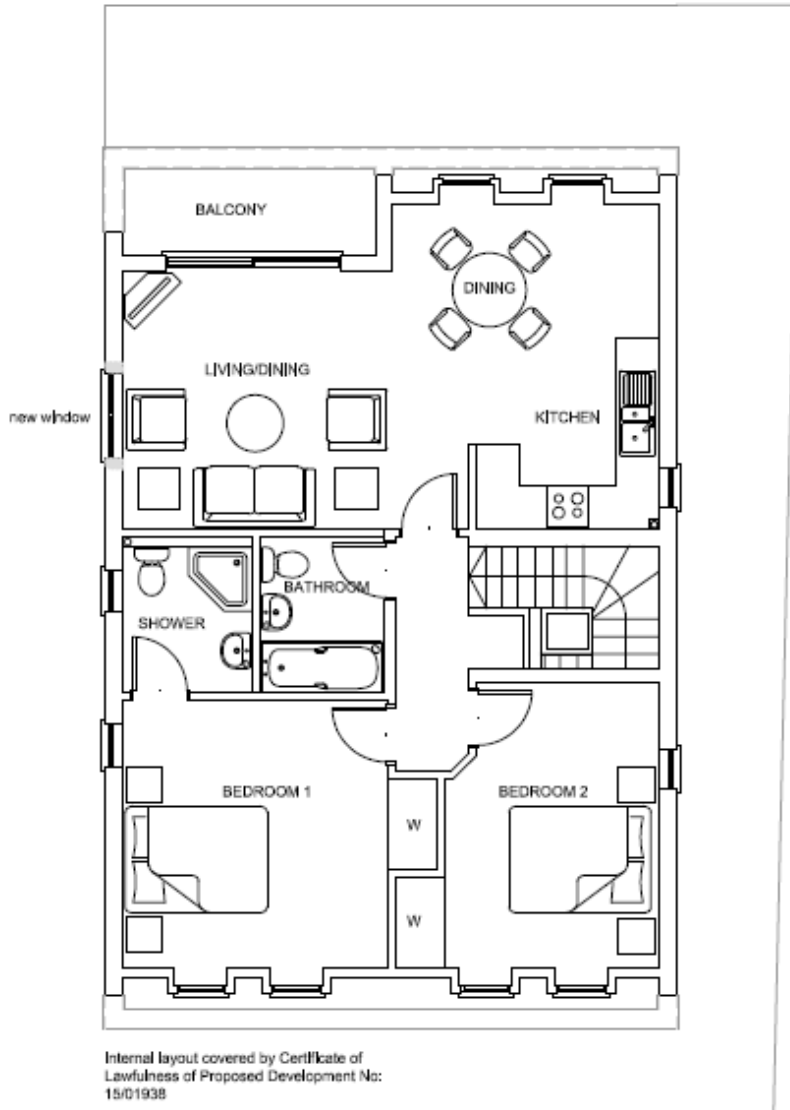 BALCONY
DINING
LIVING/DINING
new window
KITCHEN
BATHROOM
SHOWER
BEDROOM 1
BEDROOM 2
W
W
Internal layout covered by Certificate of
Lawfulness of Proposed Development No:
15/01938